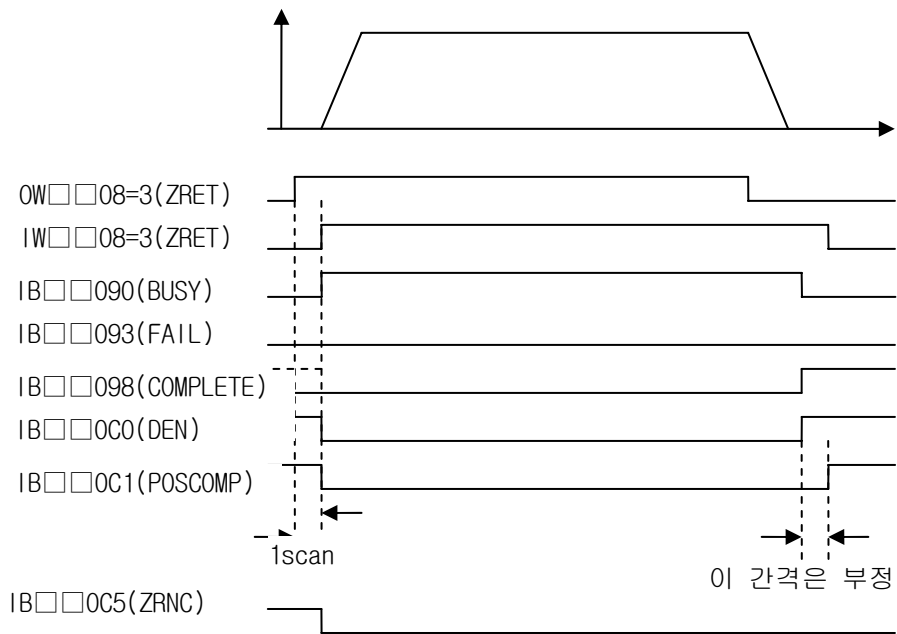 OW□□08=3(ZRET)
IW□□08=3(ZRET)
IB□□090(BUSY)
IB□□093(FAIL)
IB□□098(COMPLETE)
IB□□0C0(DEN)
IB□□0C1(POSCOMP)
1scan
이 간격은 부정
IB□□0C5(ZRNC)